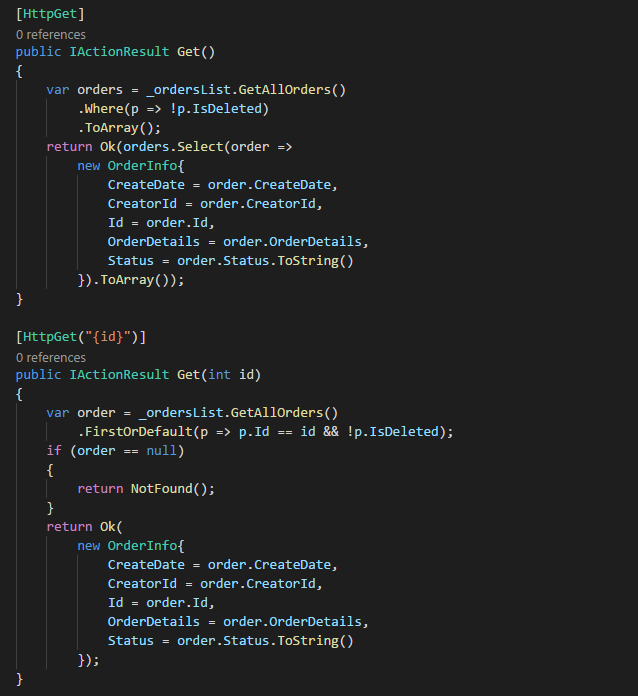 [HttpGet]
0 references
public IActionResult Get()
{
    var orders = _ordersList.GetAllOrders()
        .Where(p => !p.IsDeleted)
        .ToArray();
    return Ok(orders.Select(order =>
        new OrderInfo{
            CreateDate = order.CreateDate,
            CreatorId = order.CreatorId,
            Id = order.Id,
            OrderDetails = order.OrderDetails,
            Status = order.Status.ToString()
        }).ToArray());
}
[HttpGet("{id}")]
0 references
public IActionResult Get(int id)
{
    var order = _ordersList.GetAllOrders()
        .FirstOrDefault(p => p.Id == id && !p.IsDeleted);
    if (order == null)
    {
        return NotFound();
    }
    return Ok(
        new OrderInfo{
            CreateDate = order.CreateDate,
            CreatorId = order.CreatorId,
            Id = order.Id,
            OrderDetails = order.OrderDetails,
            Status = order.Status.ToString()
        });
}